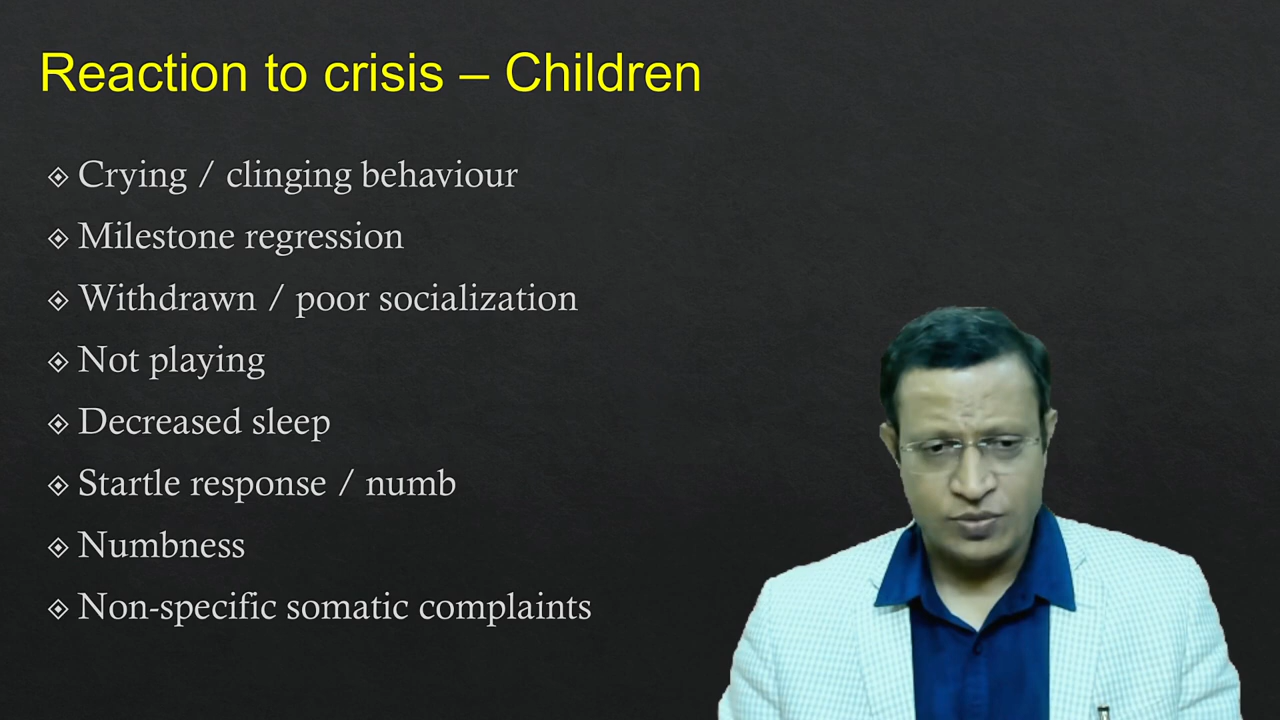 Reaction to crisis – Children
Crying / clinging behaviour
Milestone regression
Withdrawn / poor socialization
Not playing
Decreased sleep
Startle response / numb
Numbness
Non-specific somatic complaints